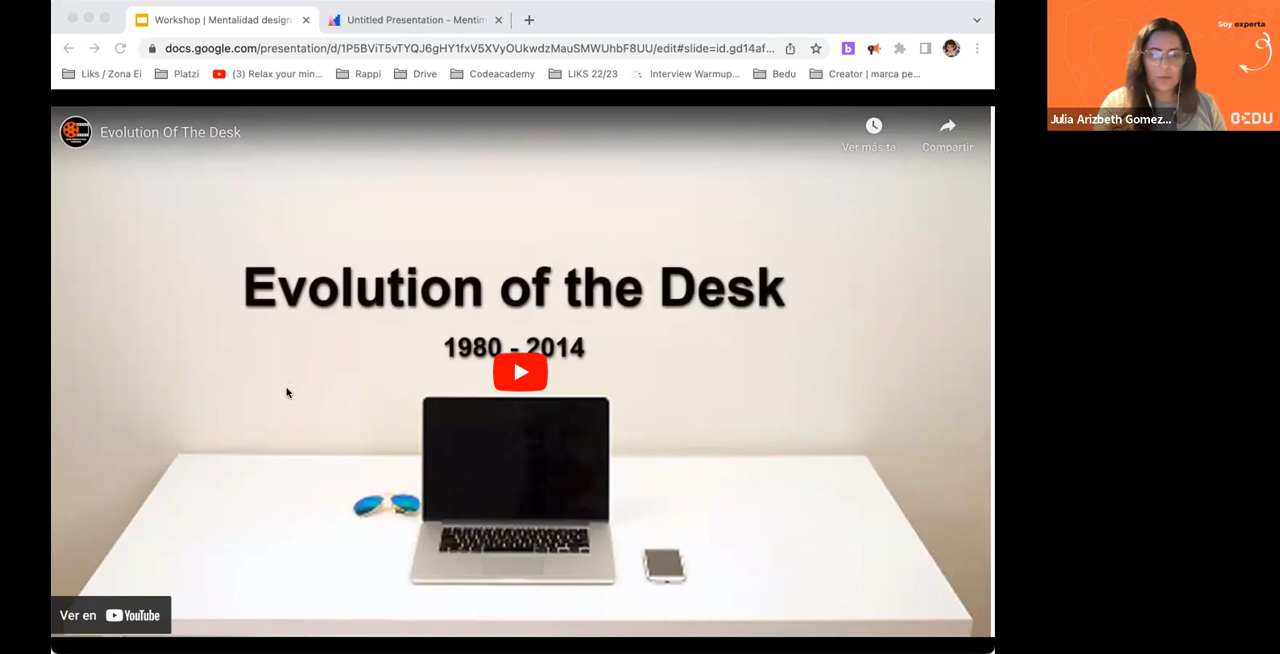 Workshop | Mentalidad design
Untitled Presentation - Mentim
docs.google.com/presentation/d/1P5BViT5vTYQJ6gHY1fxV5XVyOUkwdzMauSMWUhbF8UU/edit#slide=id.gd14af...
Liks / Zona Ei
Platzi
(3) Relax your min...
Rappi
Drive
Codeacademy
LIKS 22/23
Interview Warmup...
Bedu
Creator | marca pe...
Evolution Of The Desk
Ver más ta...
Compartir
Evolution of the Desk
1980 - 2014
Ver en YouTube
Soy experta
Julia Arizbeth Gomez...
BEDU